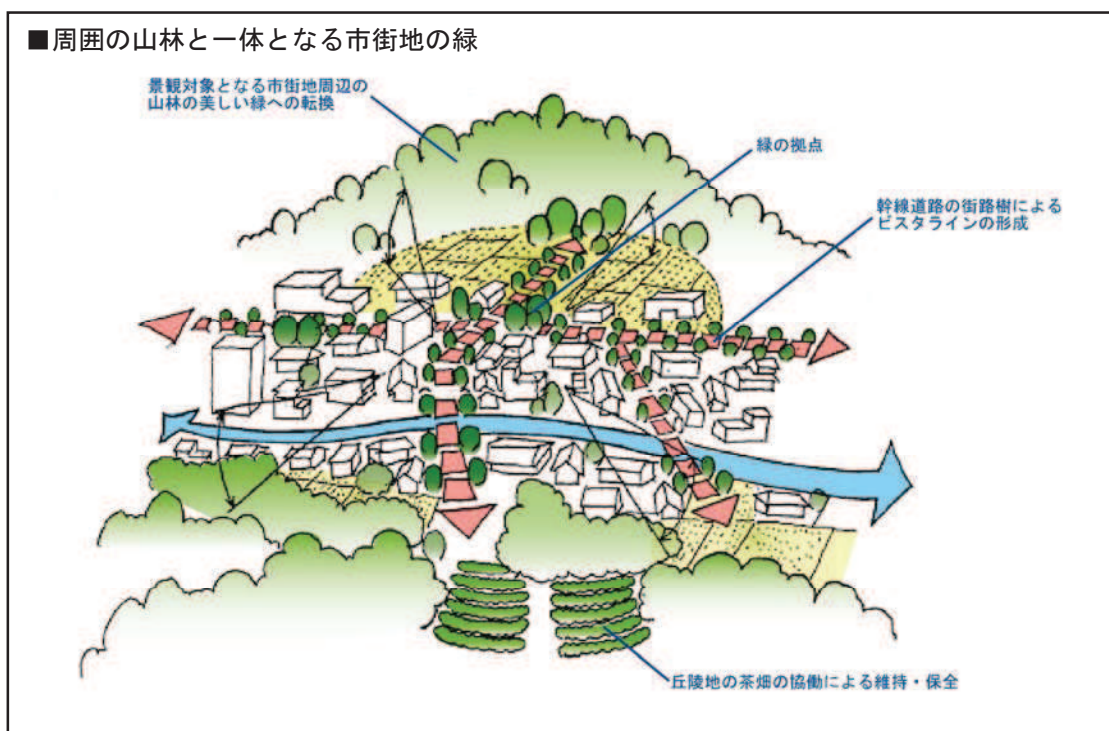 ■周囲の山林と一体となる市街地の緑
景観対象となる市街地周辺の
山林の美しい緑への転換
緑の拠点
幹線道路の街路樹による
ビスタラインの形成
丘陵地の茶畑の協働による維持・保全